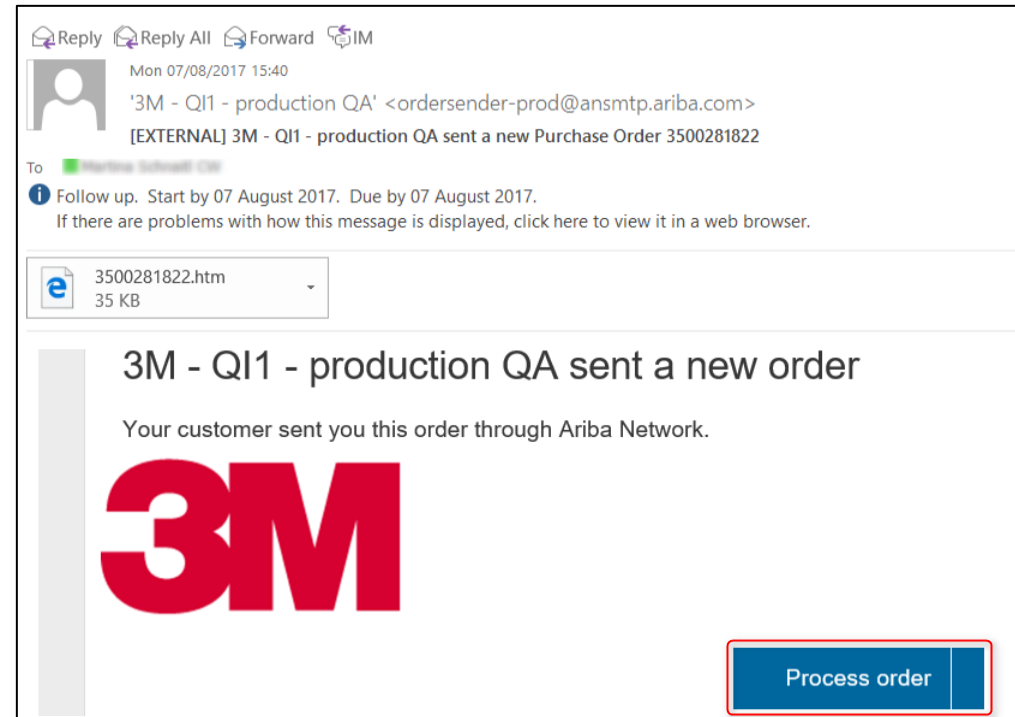 Reply Reply All Forward IM
Mon 07/08/2017 15:40
'3M - QI1 - production QA' <ordersender-prod@ansmtp.ariba.com>
[EXTERNAL] 3M - QI1 - production QA sent a new Purchase Order 3500281822
To
Follow up. Start by 07 August 2017. Due by 07 August 2017.
If there are problems with how this message is displayed, click here to view it in a web browser.
3500281822.htm
35 KB
3M - QI1 - production QA sent a new order
Your customer sent you this order through Ariba Network.
3M
Process order